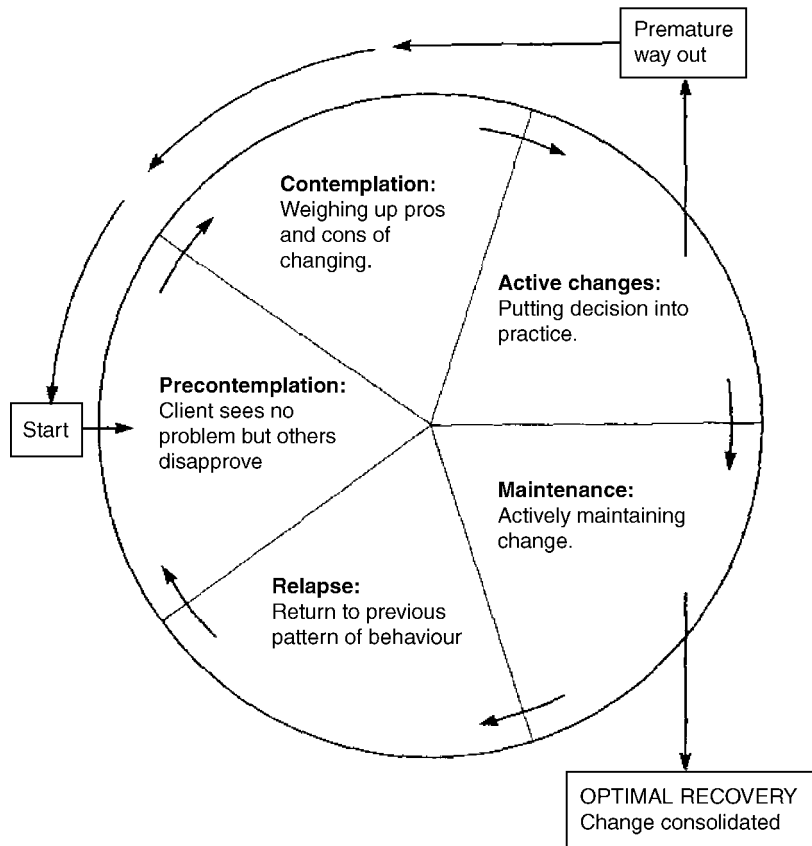 Premature
way out
Contemplation:
Weighing up pros
and cons of
changing.
Active changes:
Putting decision into
practice.
Precontemplation:
Client sees no
problem but others
disapprove
Start
Maintenance:
Actively maintaining
change.
Relapse:
Return to previous
pattern of behaviour
OPTIMAL RECOVERY
Change consolidated